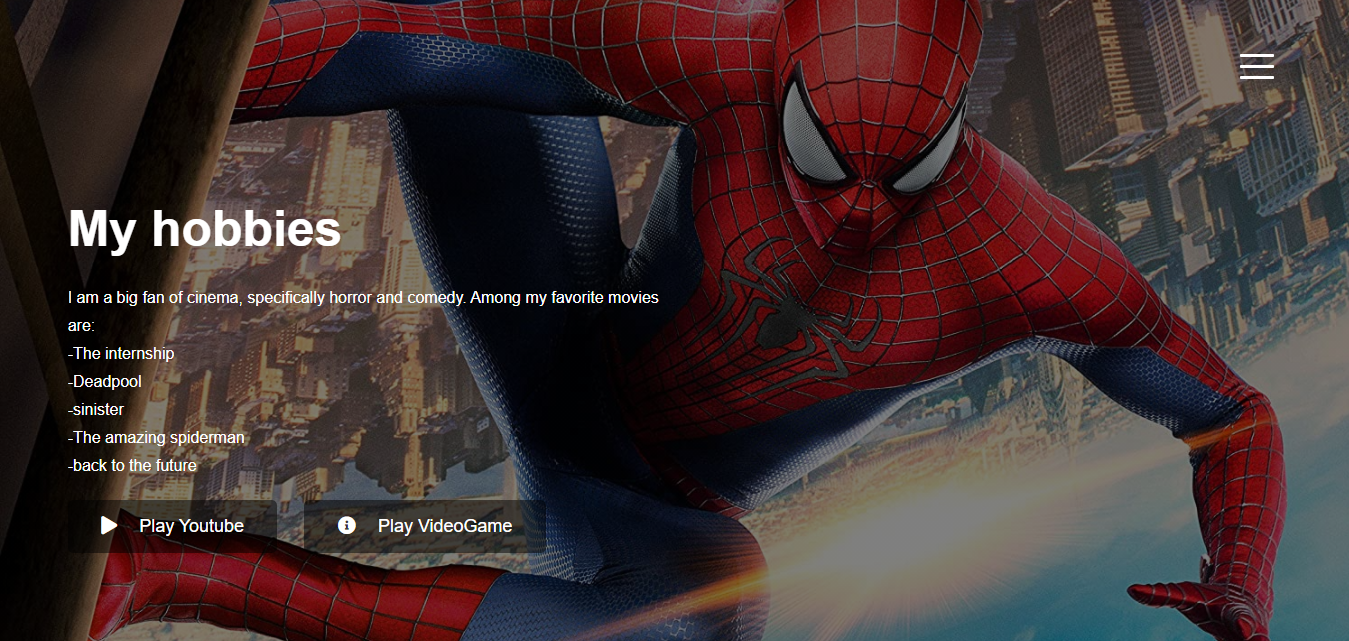 My hobbies
I am a big fan of cinema, specifically horror and comedy. Among my favorite movies
are:
-The internship
-Deadpool
-sinister
-The amazing spiderman
-back to the future
Play Youtube
Play VideoGame